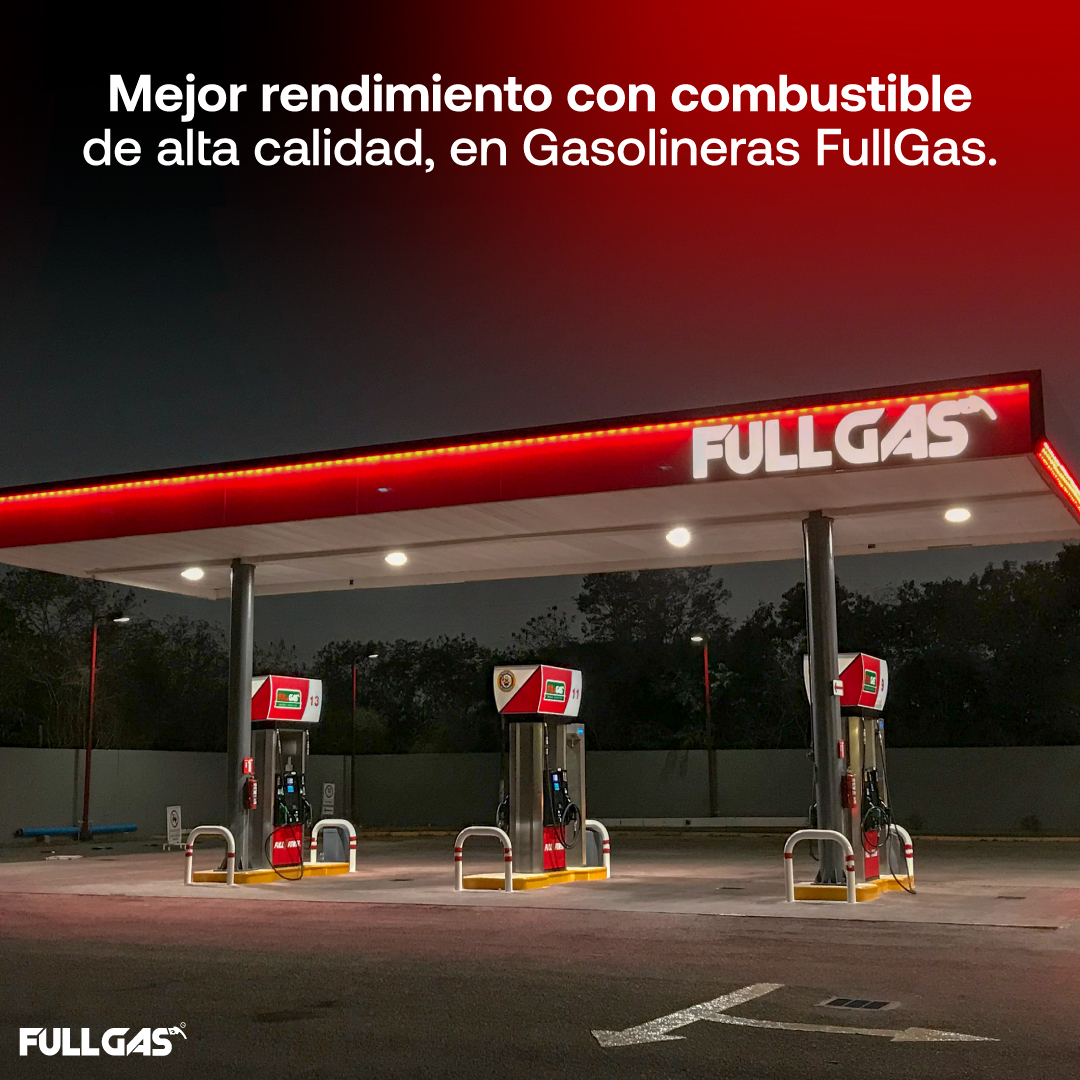 Mejor rendimiento con combustible
de alta calidad, en Gasolineras FullGas.
FULLGAS
13
11
FULLGAS